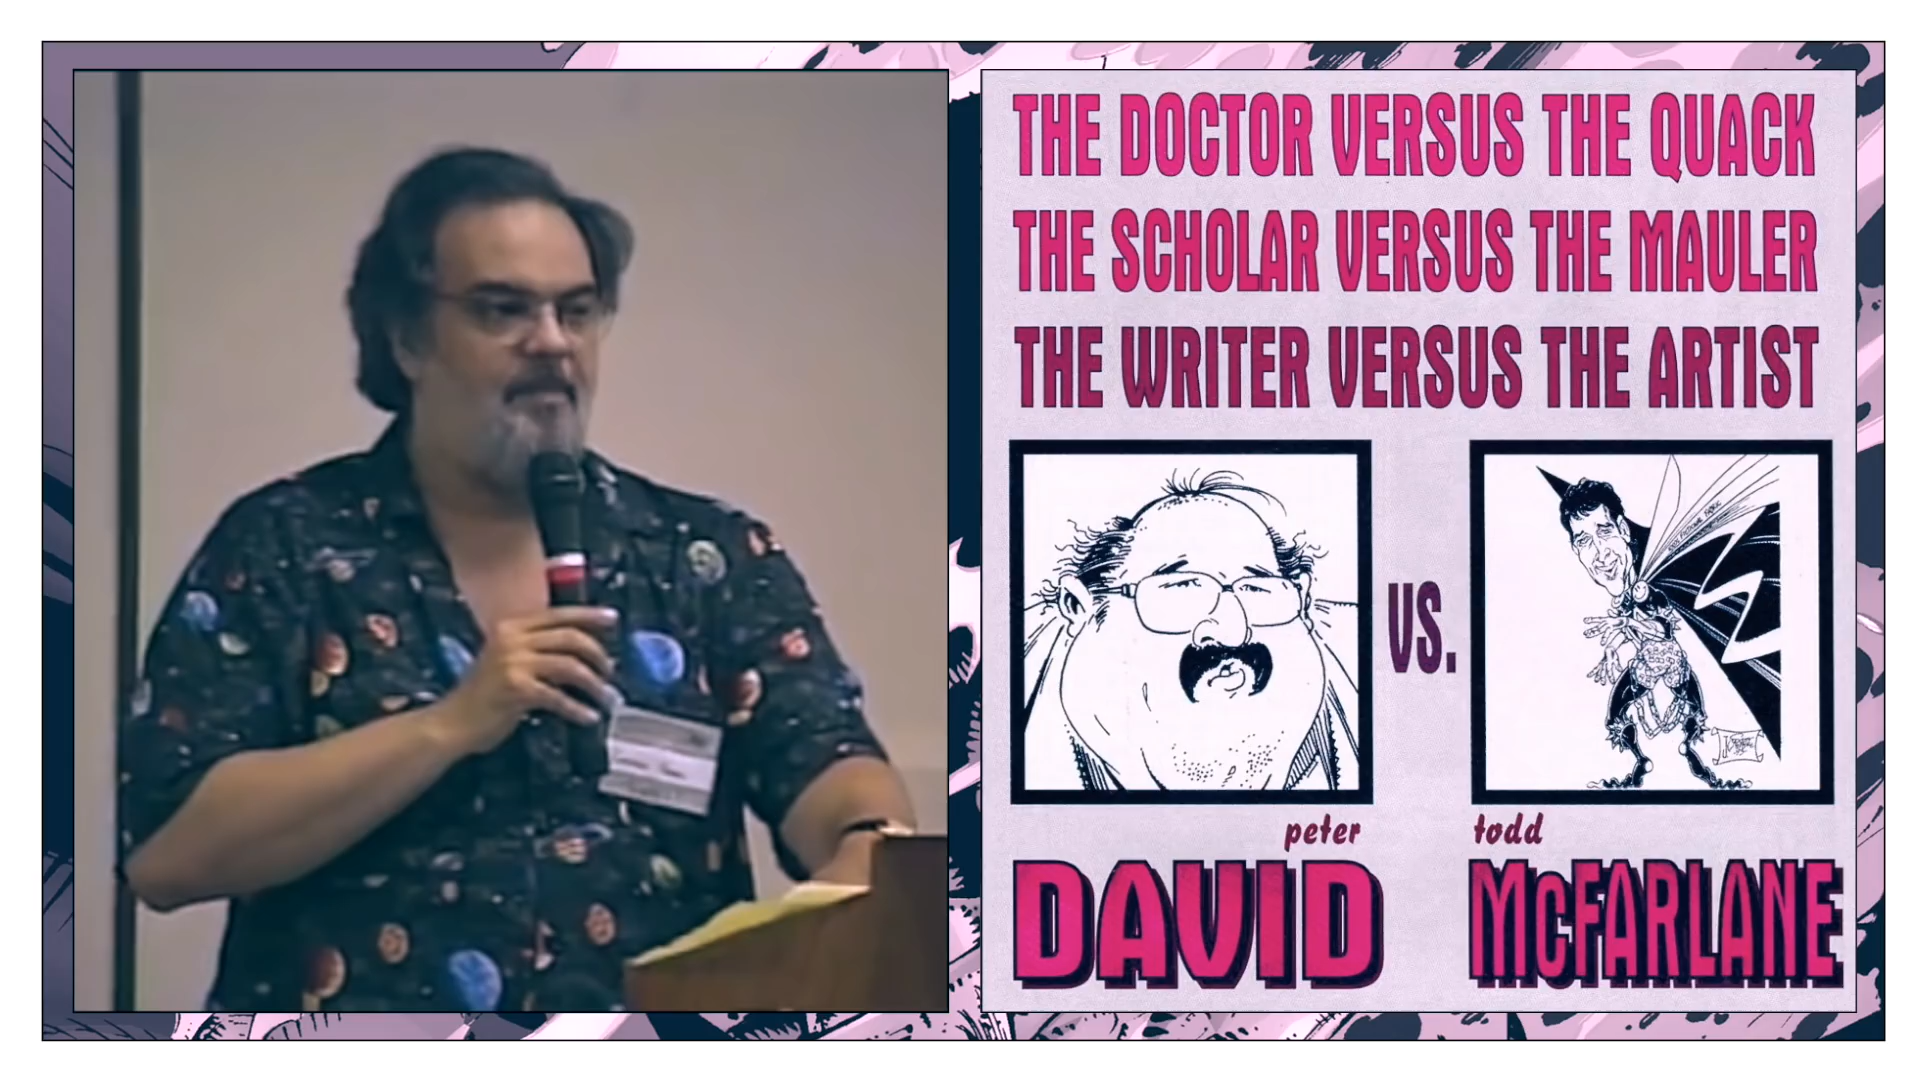 THE DOCTOR VERSUS THE QUACK
THE SCHOLAR VERSUS THE MAULER
THE WRITER VERSUS THE ARTIST
VS.
peter
DAVID
todd
McFARLANE